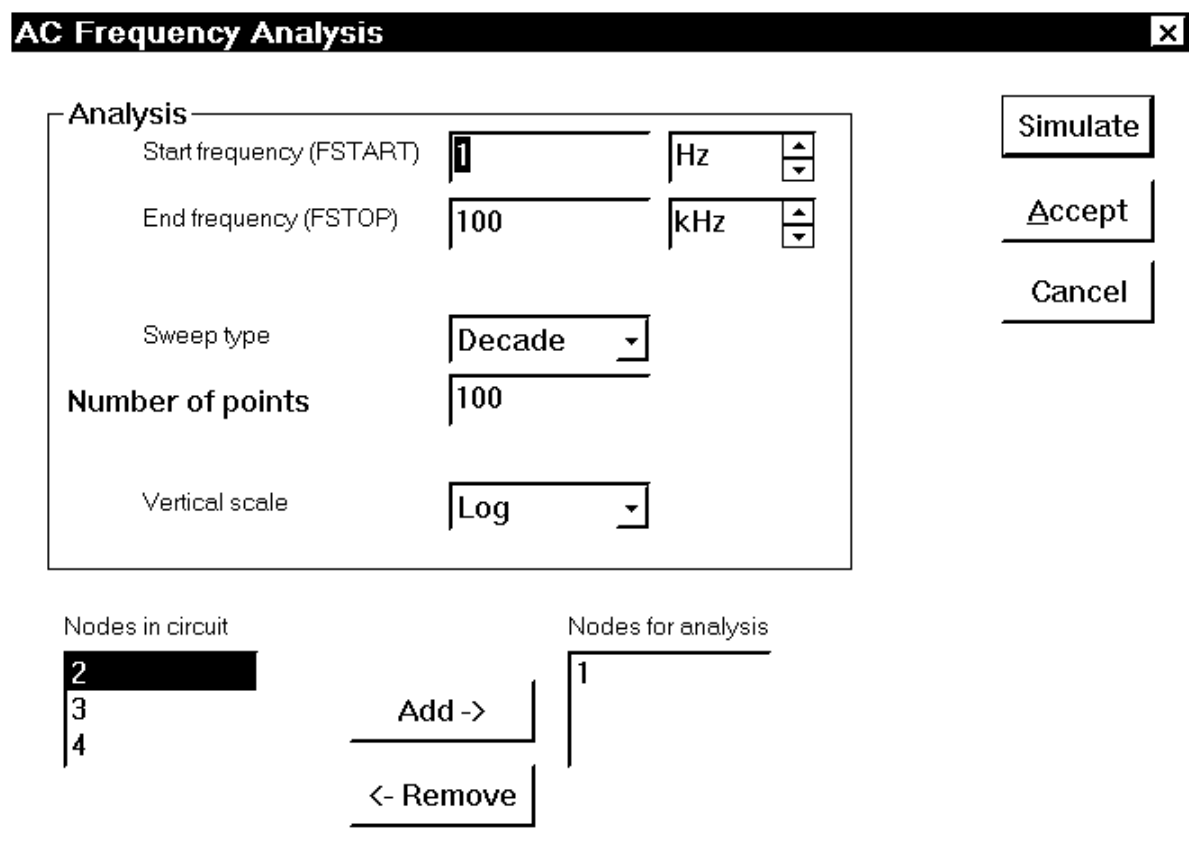 AC Frequency Analysis
Analysis
Start frequency (FSTART) 1 Hz
End frequency (FSTOP) 100 kHz
Sweep type Decade
Number of points 100
Vertical scale Log
Simulate
Accept
Cancel
Nodes in circuit
2
3
4
Add ->
<- Remove
Nodes for analysis
1